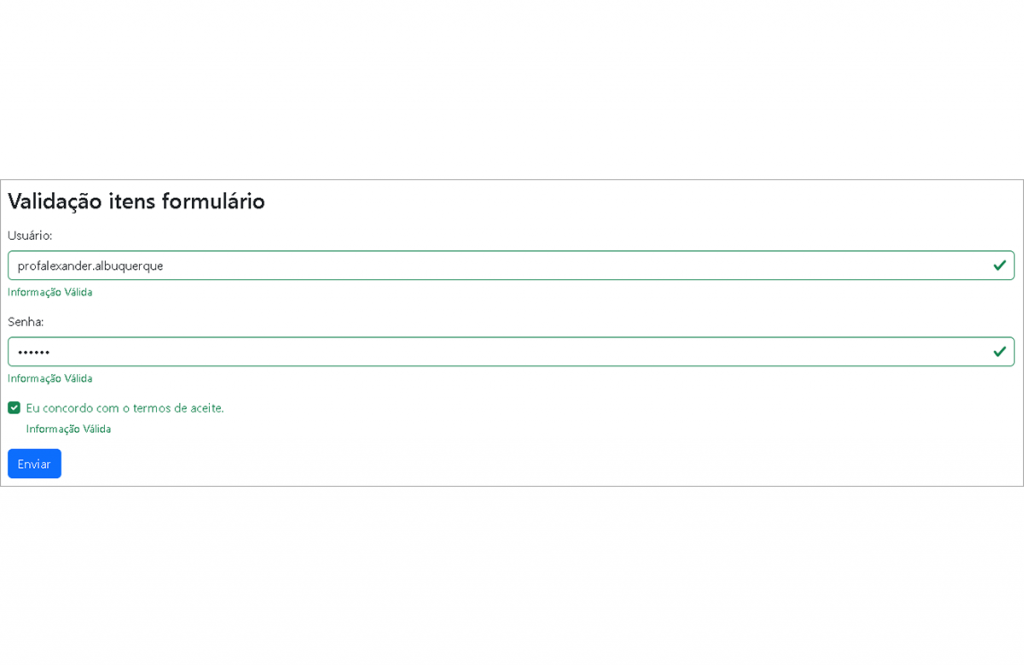 Validação itens formulário
Usuário:
profalexander.albuquerque
Informação Válida
Senha:
••••••
Informação Válida
Eu concordo com o termos de aceite.
Informação Válida
Enviar